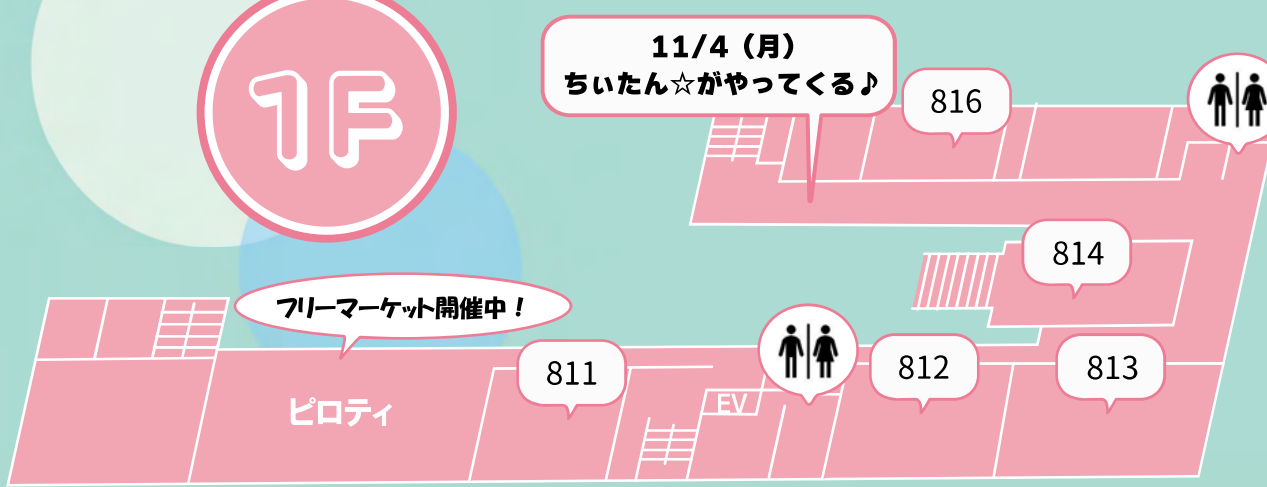 1F
11/4（月）
ちぃたん☆がやってくる♪
816
814
フリーマーケット開催中！
811
812
813
EV
ピロティ